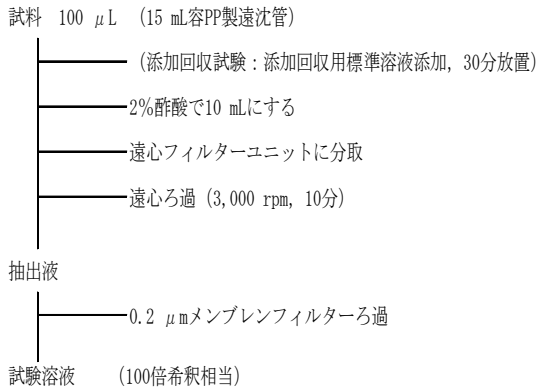 試料 100 μL (15 mL容PP製遠沈管)
(添加回収試験：添加回収用標準溶液添加, 30分放置)
2%酢酸で10 mLにする
遠心フィルターユニットに分取
遠心ろ過 (3,000 rpm, 10分)
抽出液
0.2 μmメンブレンフィルターろ過
試験溶液 (100倍希釈相当)